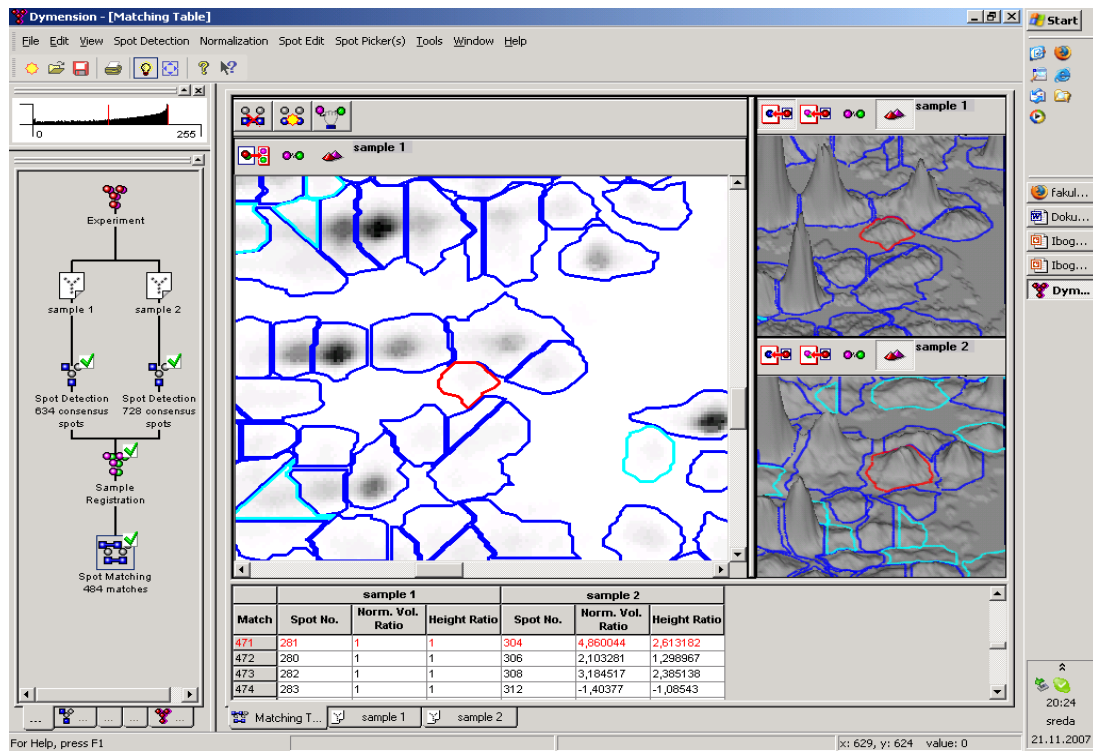 Dymension - [Matching Table]
File Edit View Spot Detection Normalization Spot Edit Spot Picker(s) Tools Window Help
0 255
Experiment
sample 1 sample 2
Spot Detection Spot Detection
634 consensus 728 consensus
spots spots
Sample
Registration
Spot Matching
484 matches
... ... ... ...
sample 1
sample 1
sample 2
sample 1 sample 2
Match Spot No. Norm. Vol. Ratio Height Ratio Spot No. Norm. Vol. Ratio Height Ratio
471 281 1 1 304 4,860044 2,613182
472 280 1 1 306 2,103281 1,298967
473 282 1 1 308 3,184517 2,385138
474 283 1 1 312 -1,40377 -1,08543
Matching T... sample 1 sample 2
For Help, press F1
x: 629, y: 624 value: 0
Start
fakul...
Doku...
Ibog...
Ibog...
Dym...
20:24
sreda
21.11.2007